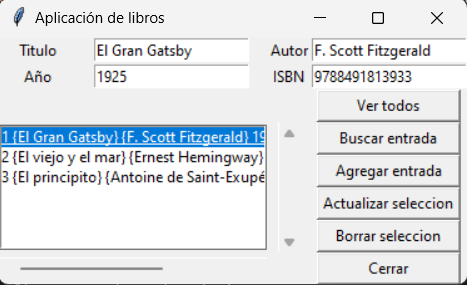 Aplicación de libros
Titulo El Gran Gatsby Autor F. Scott Fitzgerald
Año 1925 ISBN 9788491813933
Ver todos
1 {El Gran Gatsby} {F. Scott Fitzgerald} 19
Buscar entrada
2 {El viejo y el mar} {Ernest Hemingway}
3 {El principito} {Antoine de Saint-Exupé
Agregar entrada
Actualizar seleccion
Borrar seleccion
Cerrar